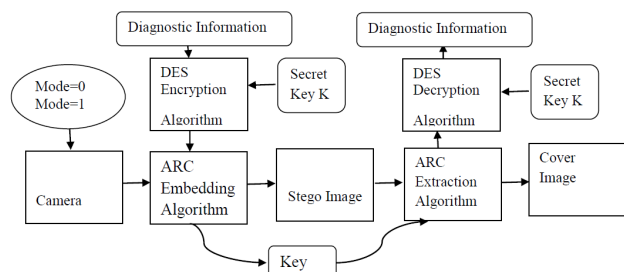 Diagnostic Information
Diagnostic Information
Mode=0
Mode=1
DES
Encryption
Algorithm
Secret
Key K
DES
Decryption
Algorithm
Secret
Key K
Camera
ARC
Embedding
Algorithm
Stego Image
ARC
Extraction
Algorithm
Cover
Image
Key